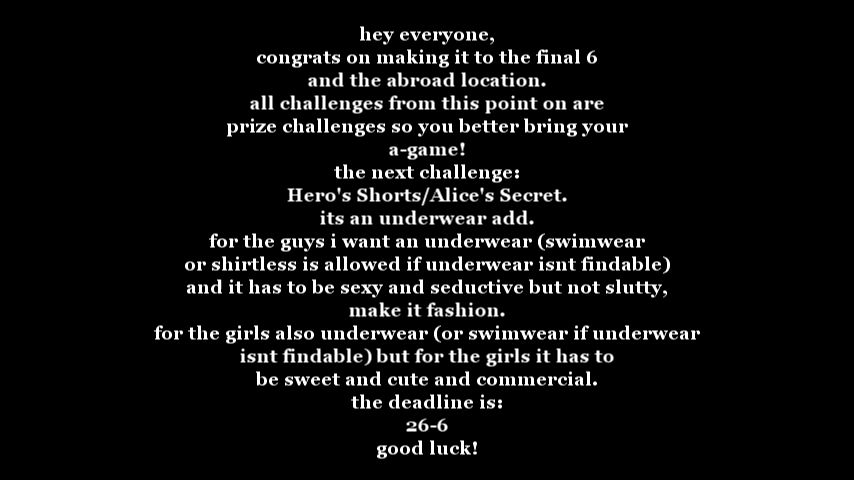 hey everyone,
congrats on making it to the final 6
and the abroad location.
all challenges from this point on are
prize challenges so you better bring your
a-game!
the next challenge:
Hero's Shorts/Alice's Secret.
its an underwear add.
for the guys i want an underwear (swimwear
or shirtless is allowed if underwear isnt findable)
and it has to be sexy and seductive but not slutty,
make it fashion.
for the girls also underwear (or swimwear if underwear
isnt findable) but for the girls it has to
be sweet and cute and commercial.
the deadline is:
26-6
good luck!